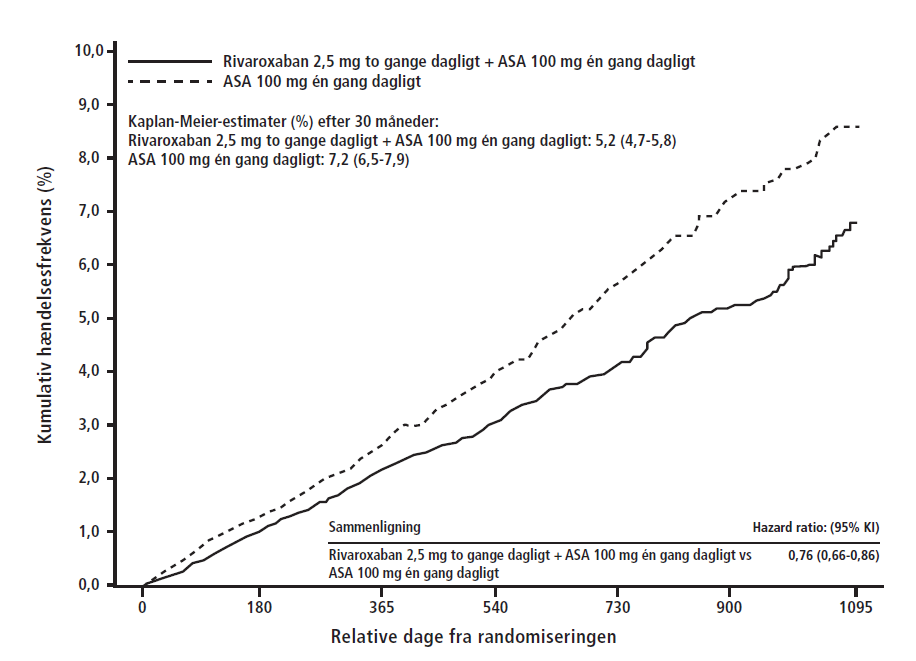 10,0
Rivaroxaban 2,5 mg to gange dagligt + ASA 100 mg én gang dagligt
ASA 100 mg én gang dagligt
9,0
Kaplan-Meier-estimater (%) efter 30 måneder:
Rivaroxaban 2,5 mg to gange dagligt + ASA 100 mg én gang dagligt: 5,2 (4,7-5,8)
8,0
ASA 100 mg én gang dagligt: 7,2 (6,5-7,9)
7,0
6,0
5,0
4,0
3,0
2,0
1,0
0,0
Kumulativ hændelsesfrekvens (%)
Sammenligning Hazard ratio: (95% KI)
Rivaroxaban 2,5 mg to gange dagligt + ASA 100 mg én gang dagligt vs 0,76 (0,66-0,86)
ASA 100 mg én gang dagligt
0 180 365 540 730 900 1095
Relative dage fra randomiseringen